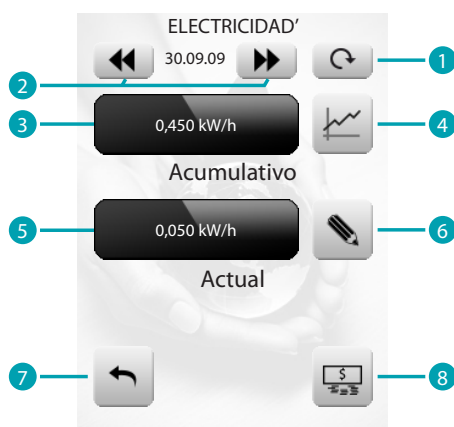 ELECTRICIDAD’
30.09.09
1
2
3
0,450 kW/h
4
Acumulativo
5
0,050 kW/h
6
Actual
7
$
8